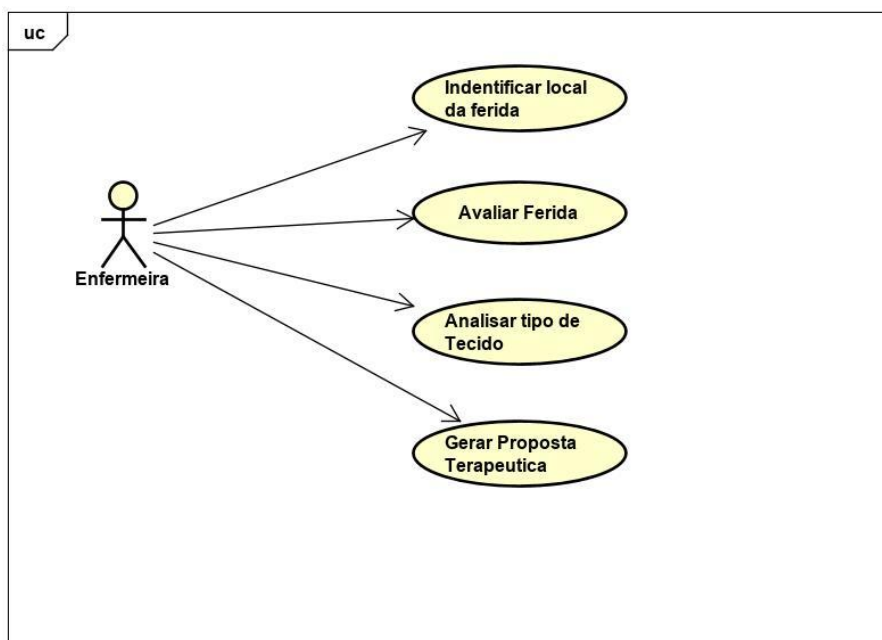 uc
Indentificar local
da ferida
Avaliar Ferida
Enfermeira
Analisar tipo de
Tecido
Gerar Proposta
Terapeutica